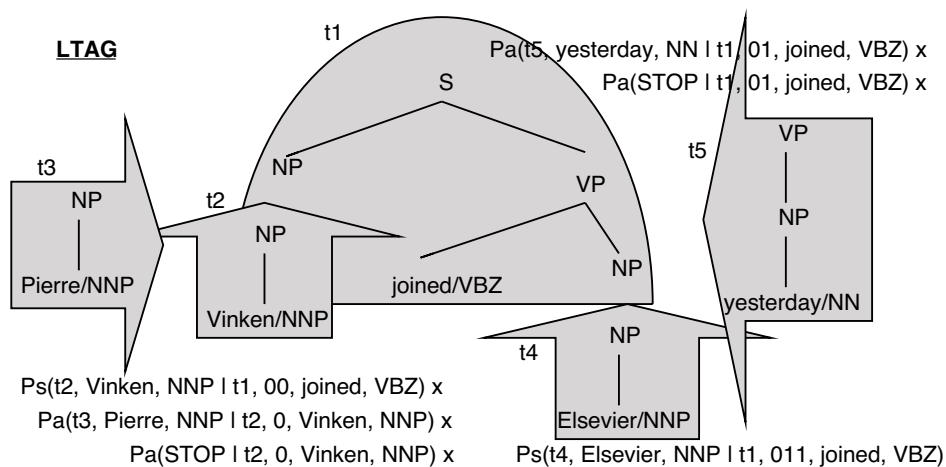 LTAG
t1
Pa(t5, yesterday, NN | t1, 01, joined, VBZ) x
Pa(STOP | t1, 01, joined, VBZ) x
S
t5
VP
t3
NP
VP
t2
NP
NP
NP
NP
Pierre/NNP
joined/VBZ
yesterday/NN
Vinken/NNP
NP
t4
Ps(t2, Vinken, NNP | t1, 00, joined, VBZ) x
Pa(t3, Pierre, NNP | t2, 0, Vinken, NNP) x
Elsevier/NNP
Pa(STOP | t2, 0, Vinken, NNP) x
Ps(t4, Elsevier, NNP | t1, 011, joined, VBZ)